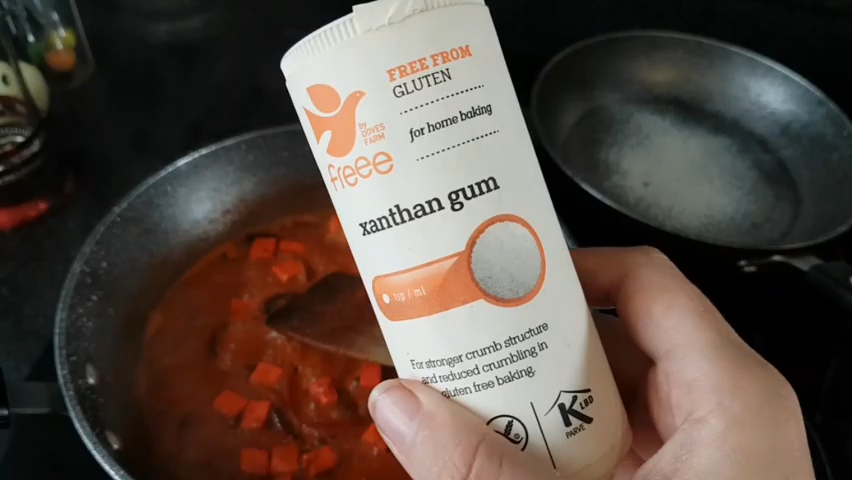 FREE FROM
GLUTEN
for home baking
by
DOVES
FARM
freee
xanthan gum
tsp / ml
For stronger crumb structure
and reduced crumbling in
gluten free baking.
K LBD
PARVE